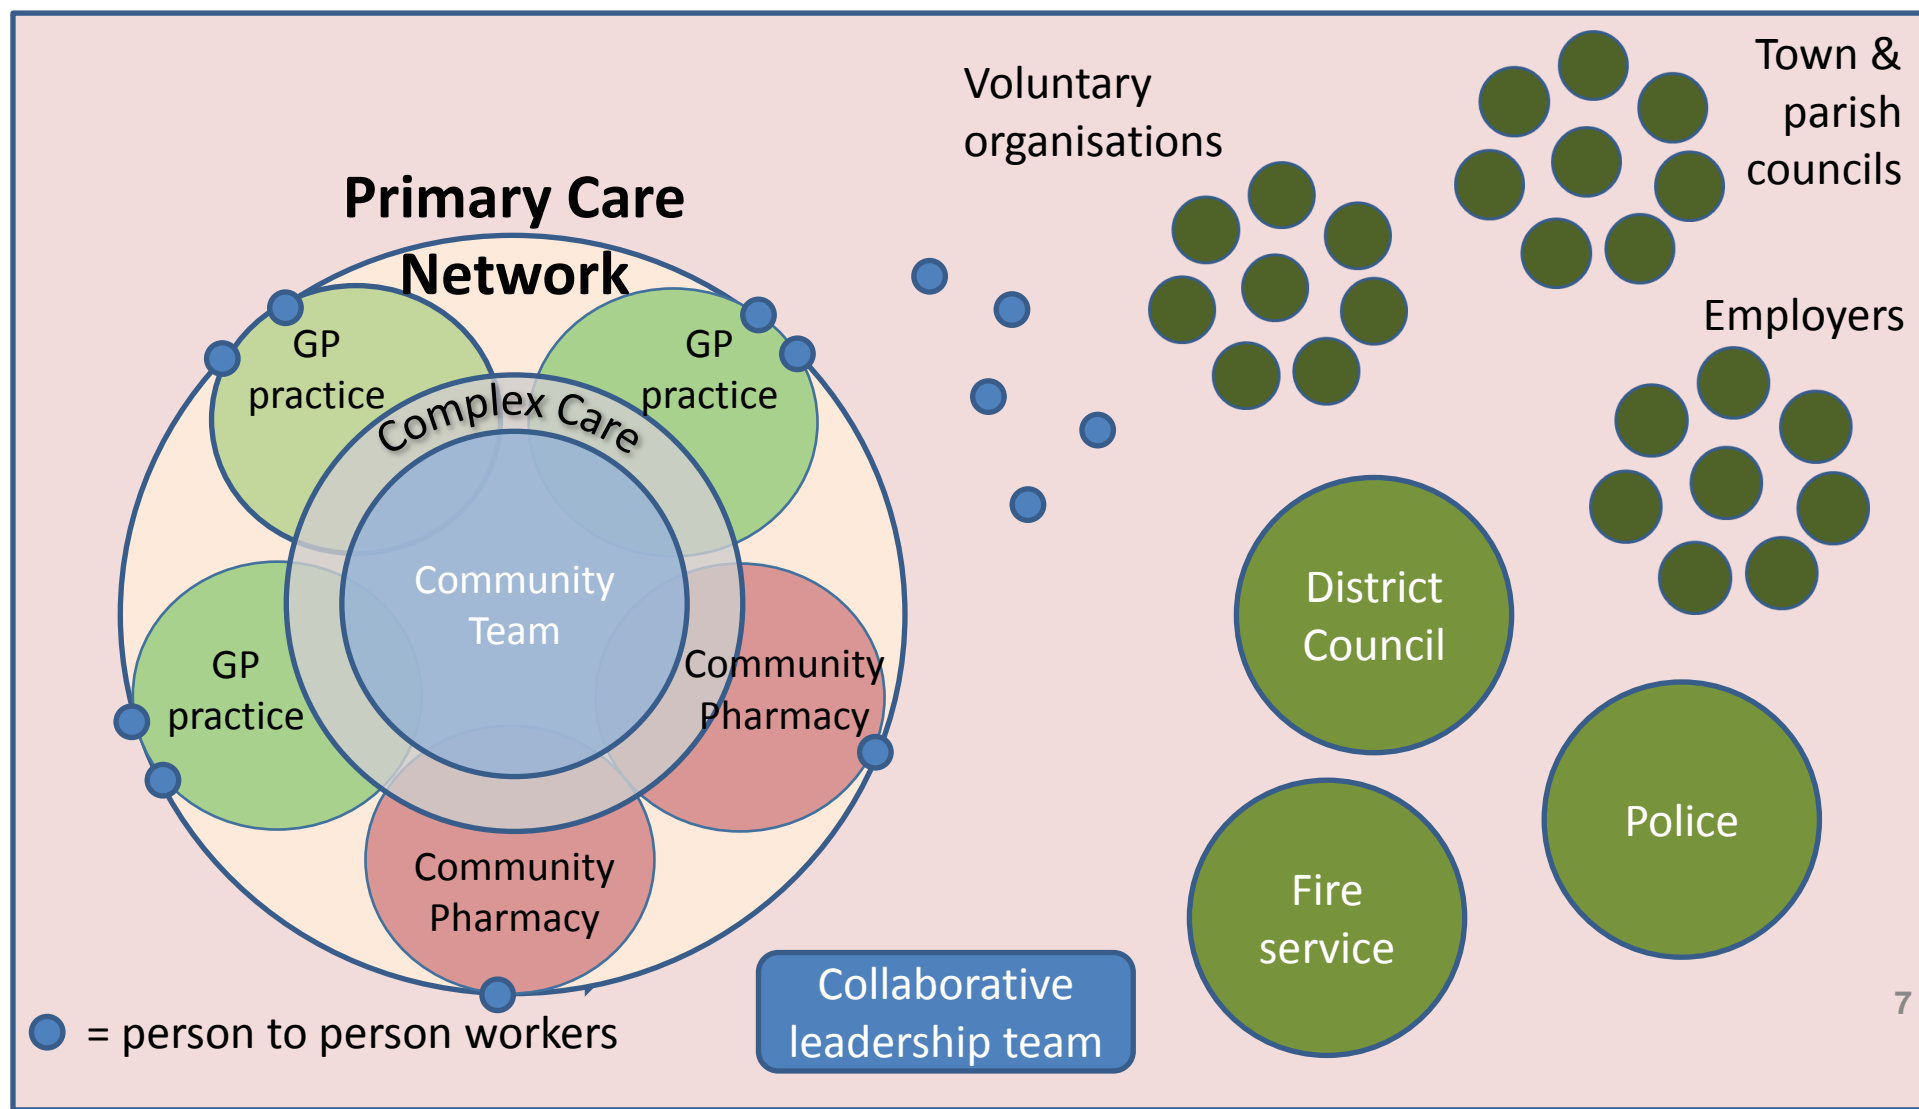 Voluntary
organisations
Town &
parish
councils
Primary Care
Network
Employers
GP
practice
GP
practice
Complex Care
Community
Team
GP
practice
Community
Pharmacy
Community
Pharmacy
District
Council
Police
Fire
service
Collaborative
leadership team
= person to person workers
7